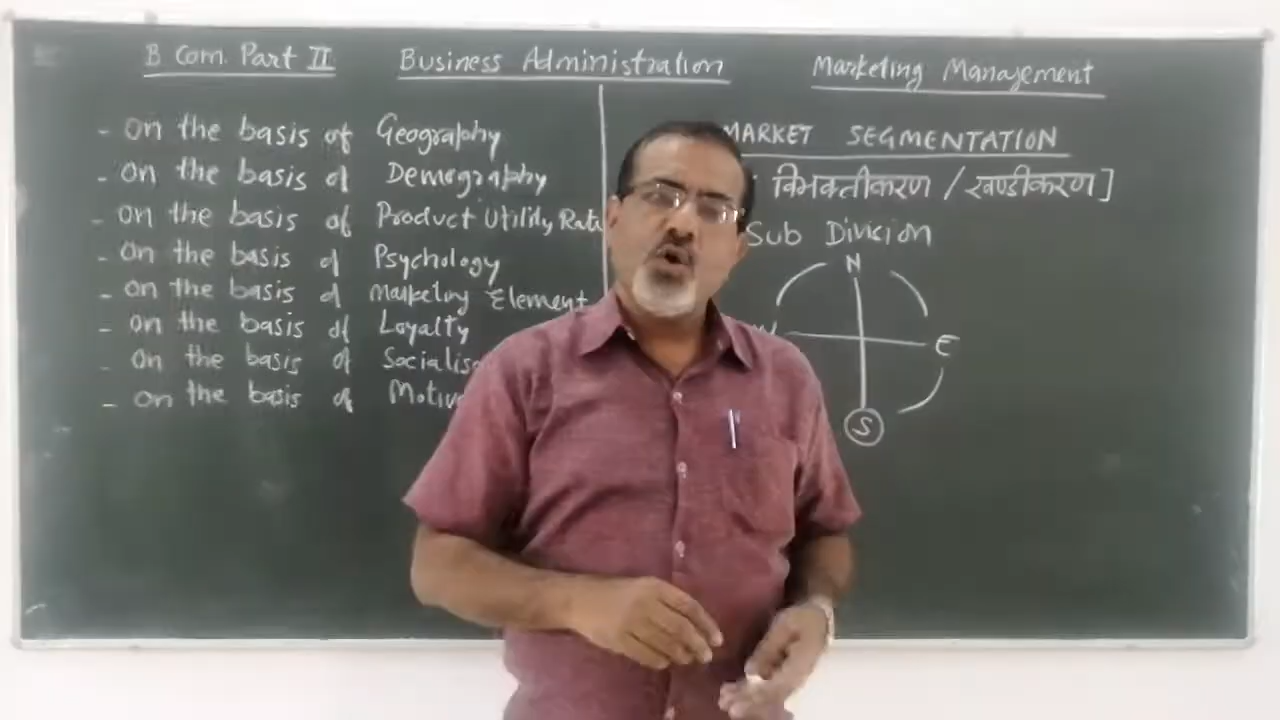 B Com. Part II
Business Administration
Marketing Management
- On the basis of Geography
- On the basis of Demography
- On the basis of Product Utility Rate
- On the basis of Psychology
- On the basis of Marketing Element
- On the basis of Loyalty
- On the basis of
- On the basis of
MARKET SEGMENTATION
विभक्तीकरण / खण्डीकरण ]
Sub Division
N
W E
S